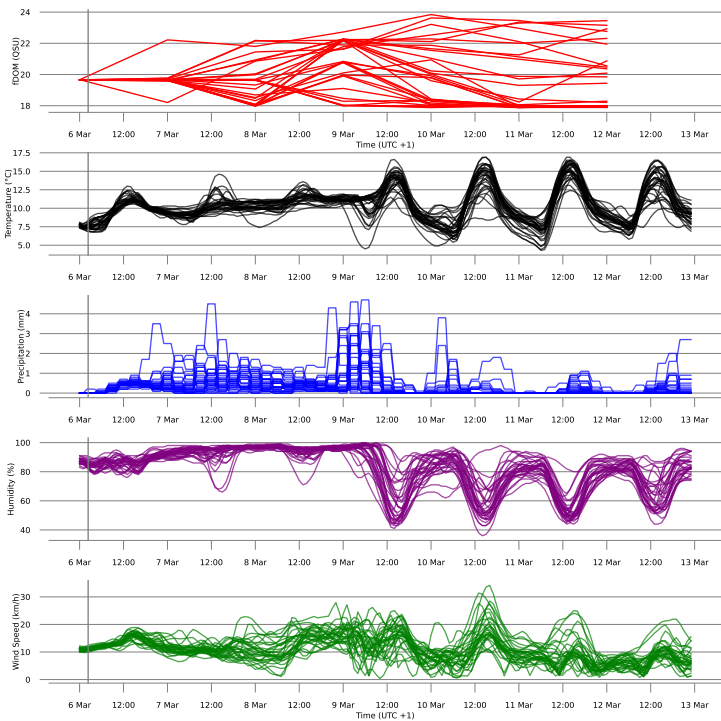 fDOM (QSU)
24
22
20
18
6 Mar 12:00 7 Mar 12:00 8 Mar 12:00 9 Mar 12:00 10 Mar 12:00 11 Mar 12:00 12 Mar 12:00 13 Mar
Time (UTC +1)
Temperature (°C)
17.5
15.0
12.5
10.0
7.5
5.0
6 Mar 12:00 7 Mar 12:00 8 Mar 12:00 9 Mar 12:00 10 Mar 12:00 11 Mar 12:00 12 Mar 12:00 13 Mar
Precipitation (mm)
4
3
2
1
0
6 Mar 12:00 7 Mar 12:00 8 Mar 12:00 9 Mar 12:00 10 Mar 12:00 11 Mar 12:00 12 Mar 12:00 13 Mar
Humidity (%)
100
80
60
40
6 Mar 12:00 7 Mar 12:00 8 Mar 12:00 9 Mar 12:00 10 Mar 12:00 11 Mar 12:00 12 Mar 12:00 13 Mar
Wind Speed (km/h)
30
20
10
0
6 Mar 12:00 7 Mar 12:00 8 Mar 12:00 9 Mar 12:00 10 Mar 12:00 11 Mar 12:00 12 Mar 12:00 13 Mar
Time (UTC +1)